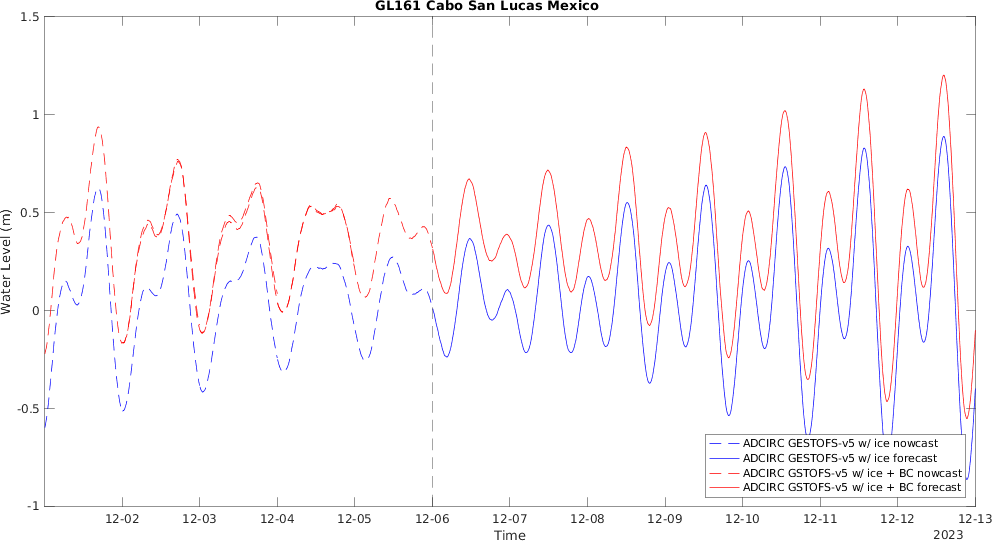 GL161 Cabo San Lucas Mexico
Water Level (m)
1.5
1
0.5
0
-0.5
-1
ADCIRC GESTOFS-v5 w/ ice nowcast
ADCIRC GESTOFS-v5 w/ ice forecast
ADCIRC GSTOFS-v5 w/ ice + BC nowcast
ADCIRC GSTOFS-v5 w/ ice + BC forecast
12-02 12-03 12-04 12-05 12-06 12-07 12-08 12-09 12-10 12-11 12-12 12-13
Time
2023